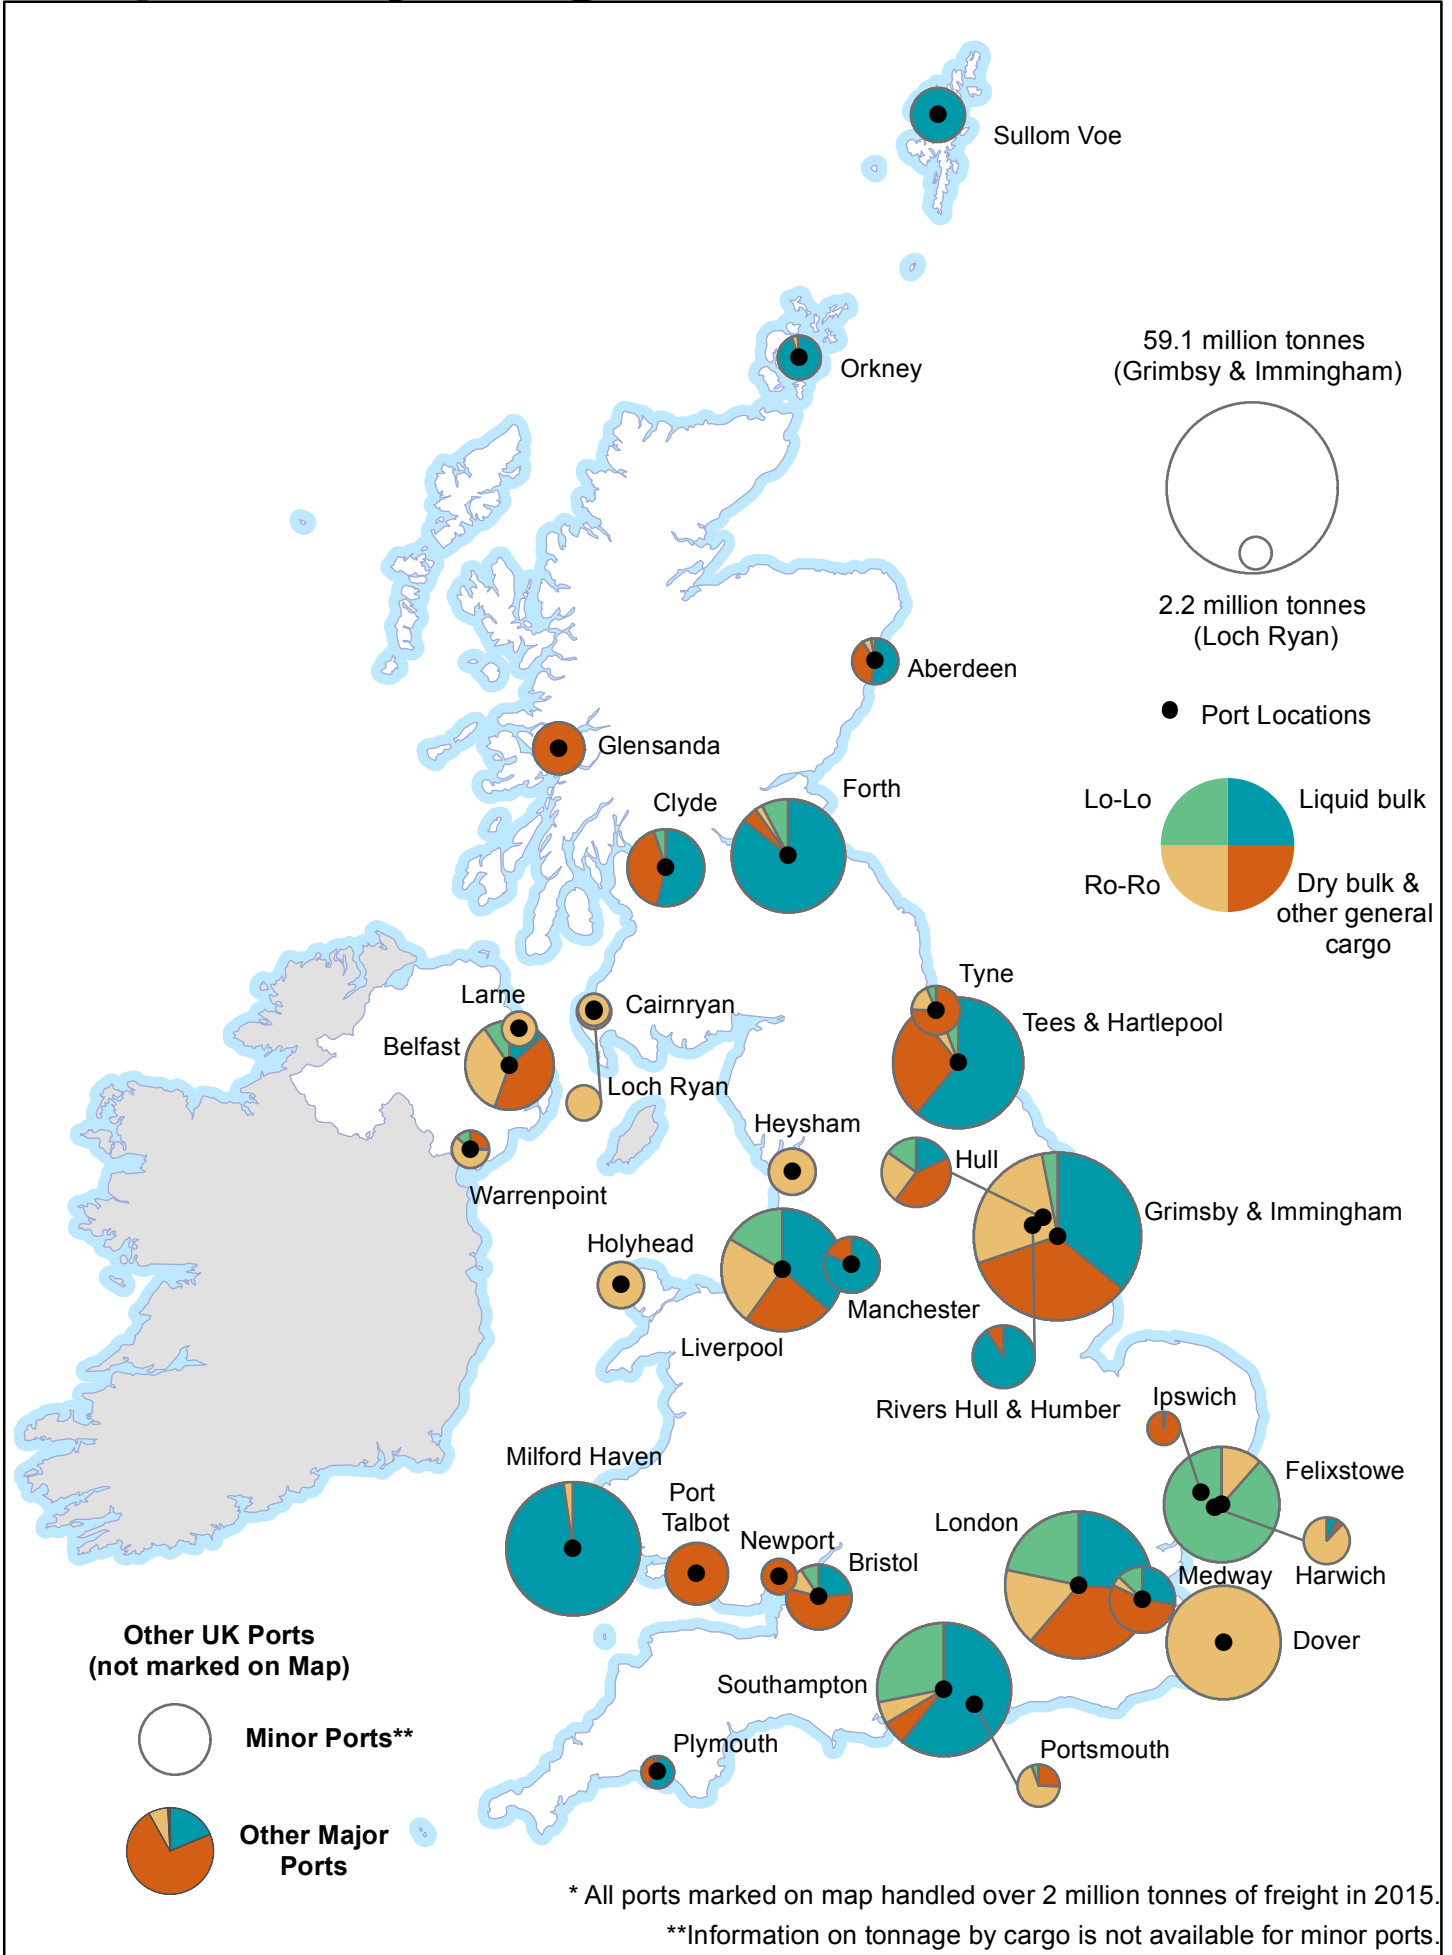 Sullom Voe
Orkney
59.1 million tonnes
(Grimbsy & Immingham)
2.2 million tonnes
(Loch Ryan)
Aberdeen
Port Locations
Glensanda
Forth
Clyde
Lo-Lo
Liquid bulk
Ro-Ro
Dry bulk &
other general
cargo
Tyne
Larne
Cairnryan
Tees & Hartlepool
Belfast
Loch Ryan
Heysham
Hull
Warrenpoint
Grimsby & Immingham
Holyhead
Manchester
Liverpool
Rivers Hull & Humber
Ipswich
Milford Haven
Felixstowe
Port
Talbot
London
Newport
Bristol
Medway
Harwich
Other UK Ports
(not marked on Map)
Dover
Southampton
Minor Ports**
Plymouth
Portsmouth
Other Major
Ports
* All ports marked on map handled over 2 million tonnes of freight in 2015.
**Information on tonnage by cargo is not available for minor ports.